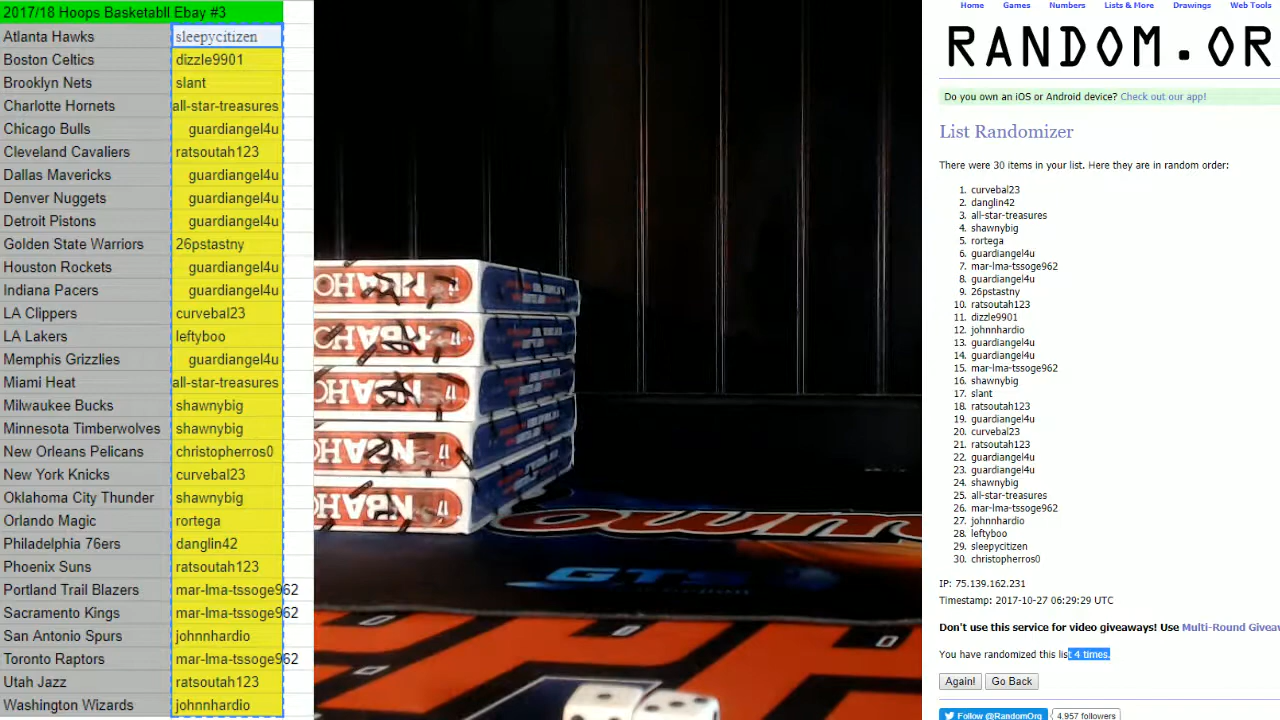 2017/18 Hoops Basketabll Ebay #3
Atlanta Hawks sleepycitizen
Boston Celtics dizzle9901
Brooklyn Nets slant
Charlotte Hornets all-star-treasures
Chicago Bulls guardiangel4u
Cleveland Cavaliers ratsoutah123
Dallas Mavericks guardiangel4u
Denver Nuggets guardiangel4u
Detroit Pistons guardiangel4u
Golden State Warriors 26pstastny
Houston Rockets guardiangel4u
Indiana Pacers guardiangel4u
LA Clippers curvebal23
LA Lakers leftyboo
Memphis Grizzlies guardiangel4u
Miami Heat all-star-treasures
Milwaukee Bucks shawnybig
Minnesota Timberwolves shawnybig
New Orleans Pelicans christopherros0
New York Knicks curvebal23
Oklahoma City Thunder shawnybig
Orlando Magic rortega
Philadelphia 76ers danglin42
Phoenix Suns ratsoutah123
Portland Trail Blazers mar-lma-tssoge962
Sacramento Kings mar-lma-tssoge962
San Antonio Spurs johnnhardio
Toronto Raptors mar-lma-tssoge962
Utah Jazz ratsoutah123
Washington Wizards johnnhardio
Home Games Numbers Lists & More Drawings Web Tools
RANDOM.OR
Do you own an iOS or Android device? Check out our app!
List Randomizer
There were 30 items in your list. Here they are in random order:
1. curvebal23
2. danglin42
3. all-star-treasures
4. shawnybig
5. rortega
6. guardiangel4u
7. mar-lma-tssoge962
8. guardiangel4u
9. 26pstastny
10. ratsoutah123
11. dizzle9901
12. johnnhardio
13. guardiangel4u
14. guardiangel4u
15. mar-lma-tssoge962
16. shawnybig
17. slant
18. ratsoutah123
19. guardiangel4u
20. curvebal23
21. ratsoutah123
22. guardiangel4u
23. guardiangel4u
24. shawnybig
25. all-star-treasures
26. mar-lma-tssoge962
27. johnnhardio
28. leftyboo
29. sleepycitizen
30. christopherros0
IP: 75.139.162.231
Timestamp: 2017-10-27 06:29:29 UTC
Don't use this service for video giveaways! Use Multi-Round Giveav
You have randomized this list 4 times.
Again! Go Back
Follow @RandomOrg 4,957 followers